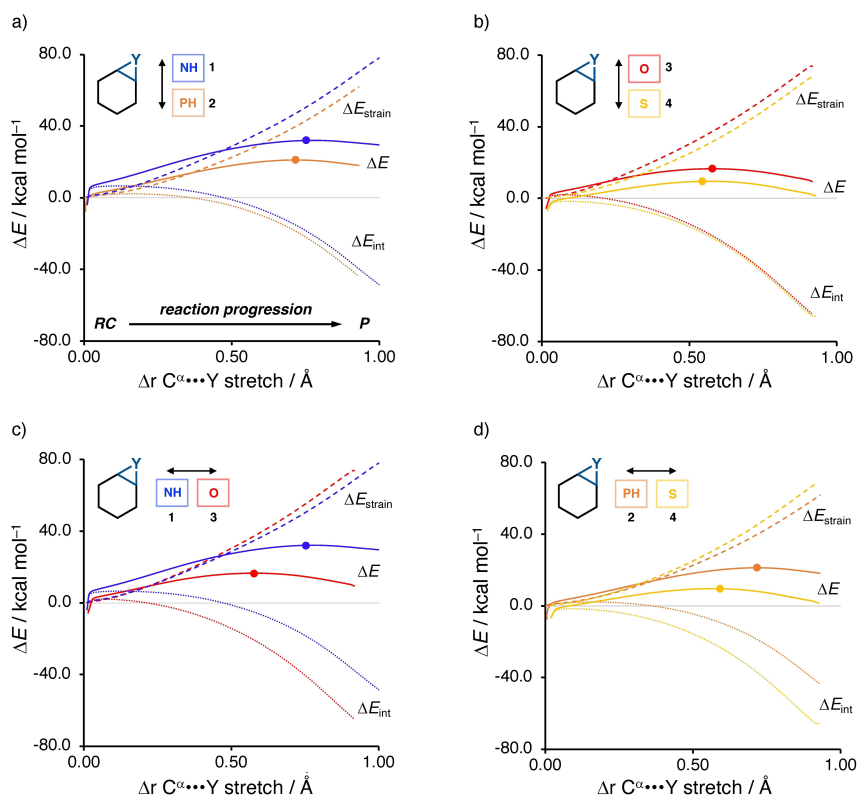 a)
80.0
40.0
0.0
-40.0
-80.0
ΔE / kcal mol⁻¹
Y
NH 1
PH 2
ΔEstrain
ΔE
ΔEint
reaction progression
RC P
0.00 0.50 1.00
Δr Cα•••Y stretch / Å
b)
80.0
40.0
0.0
-40.0
-80.0
ΔE / kcal mol⁻¹
Y
O 3
S 4
ΔEstrain
ΔE
ΔEint
0.00 0.50 1.00
Δr Cα•••Y stretch / Å
c)
80.0
40.0
0.0
-40.0
-80.0
ΔE / kcal mol⁻¹
Y
NH O
1 3
ΔEstrain
ΔE
ΔEint
0.00 0.50 1.00
Δr Cα•••Y stretch / Å
d)
80.0
40.0
0.0
-40.0
-80.0
ΔE / kcal mol⁻¹
Y
PH S
2 4
ΔEstrain
ΔE
ΔEint
0.00 0.50 1.00
Δr Cα•••Y stretch / Å